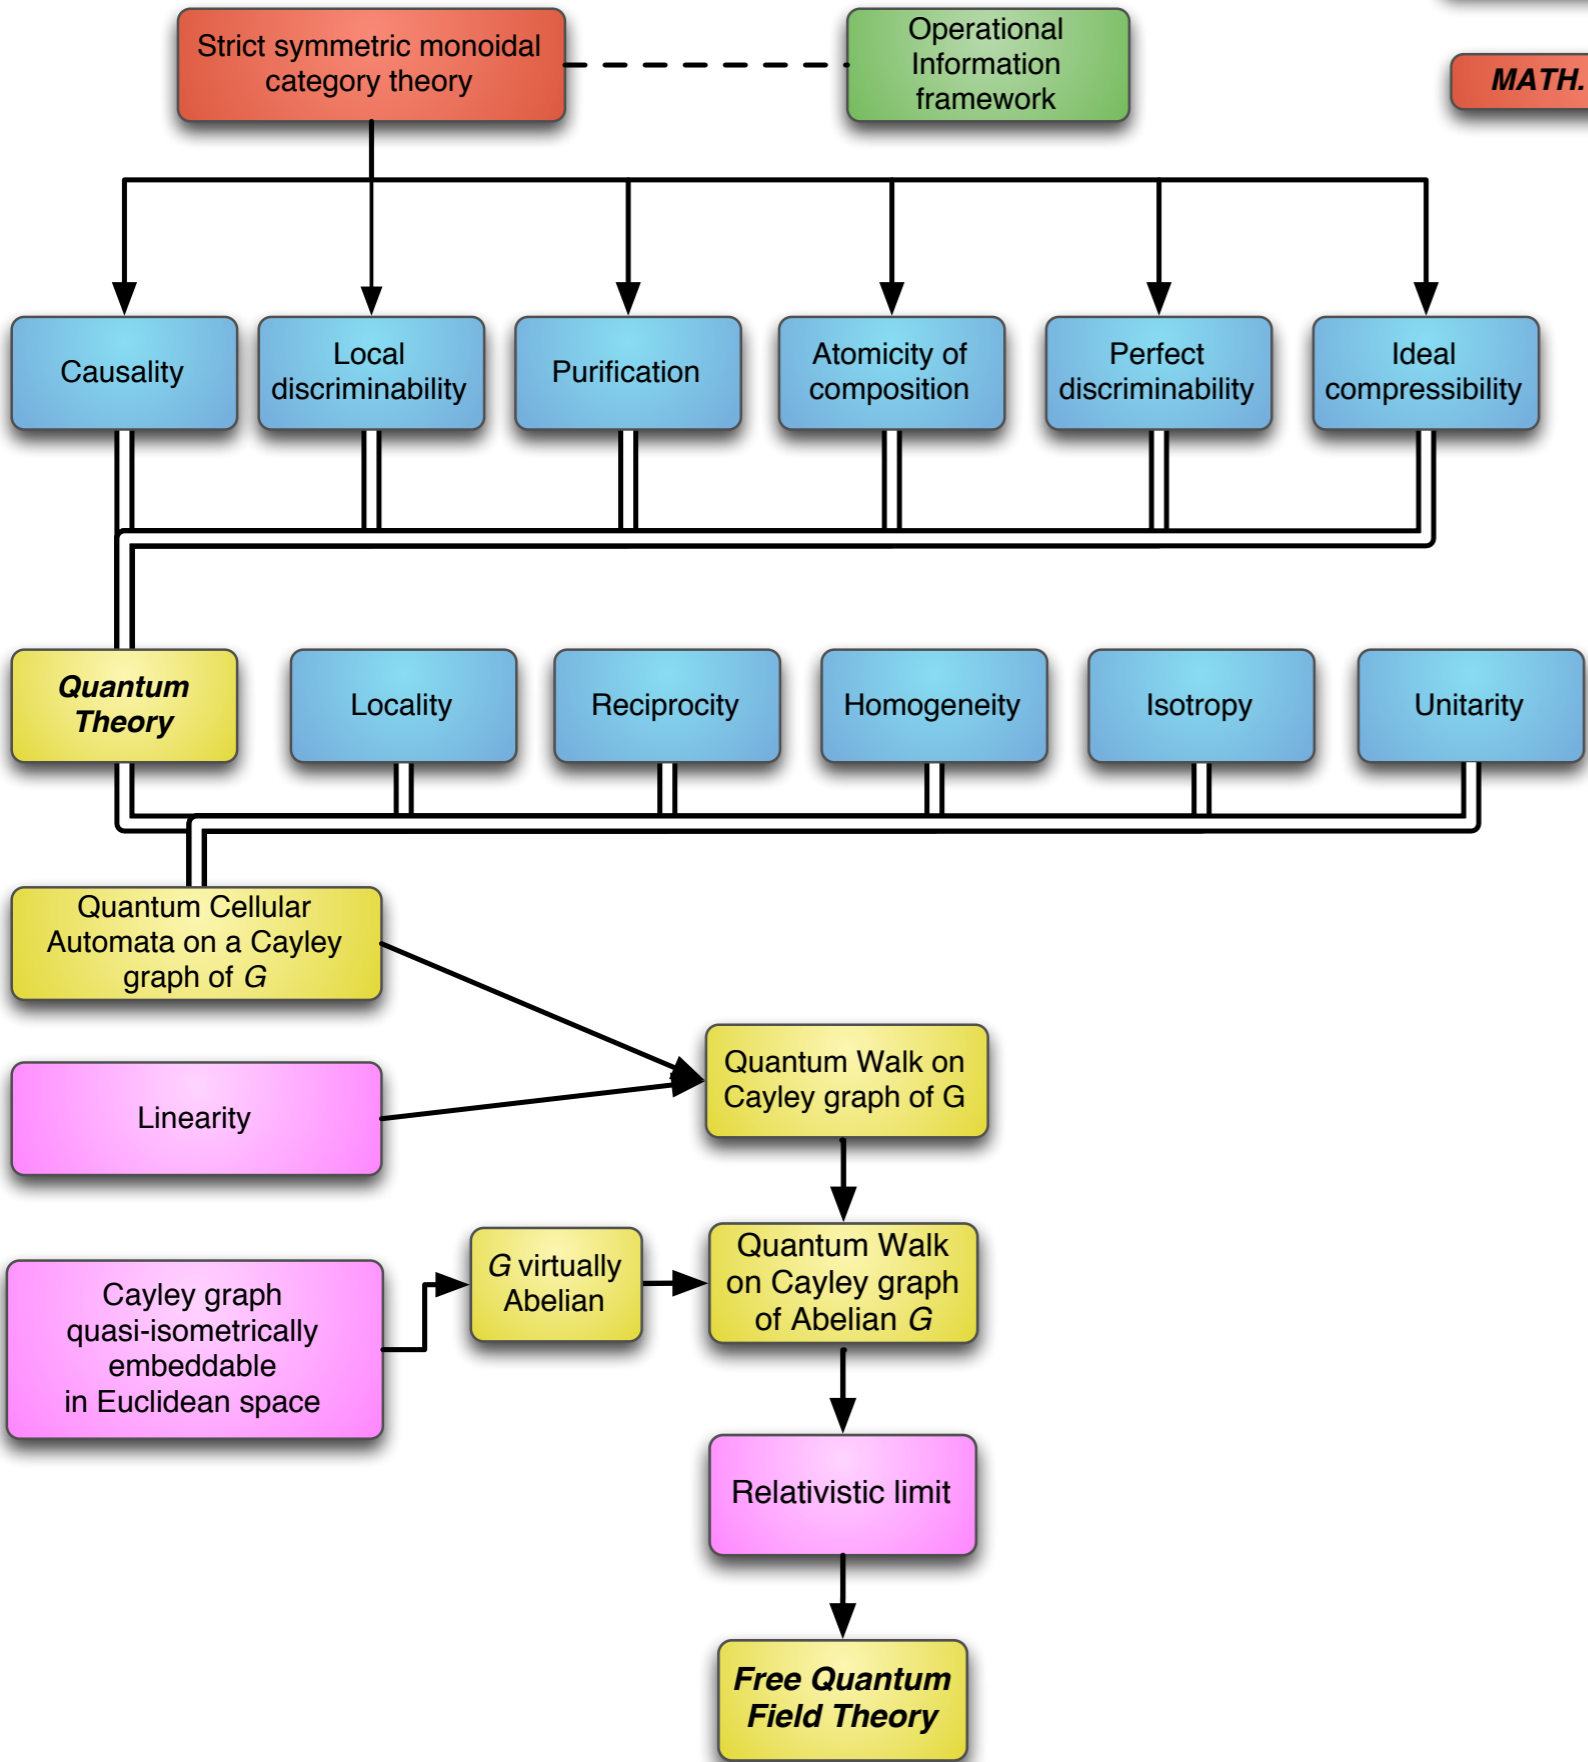 Strict symmetric monoidal
category theory
Operational
Information
framework
MATH.
Causality
Local
discriminability
Purification
Atomicity of
composition
Perfect
discriminability
Ideal
compressibility
Quantum
Theory
Locality
Reciprocity
Homogeneity
Isotropy
Unitarity
Quantum Cellular
Automata on a Cayley
graph of G
Linearity
Quantum Walk on
Cayley graph of G
Cayley graph
quasi-isometrically
embeddable
in Euclidean space
G virtually
Abelian
Quantum Walk
on Cayley graph
of Abelian G
Relativistic limit
Free Quantum
Field Theory